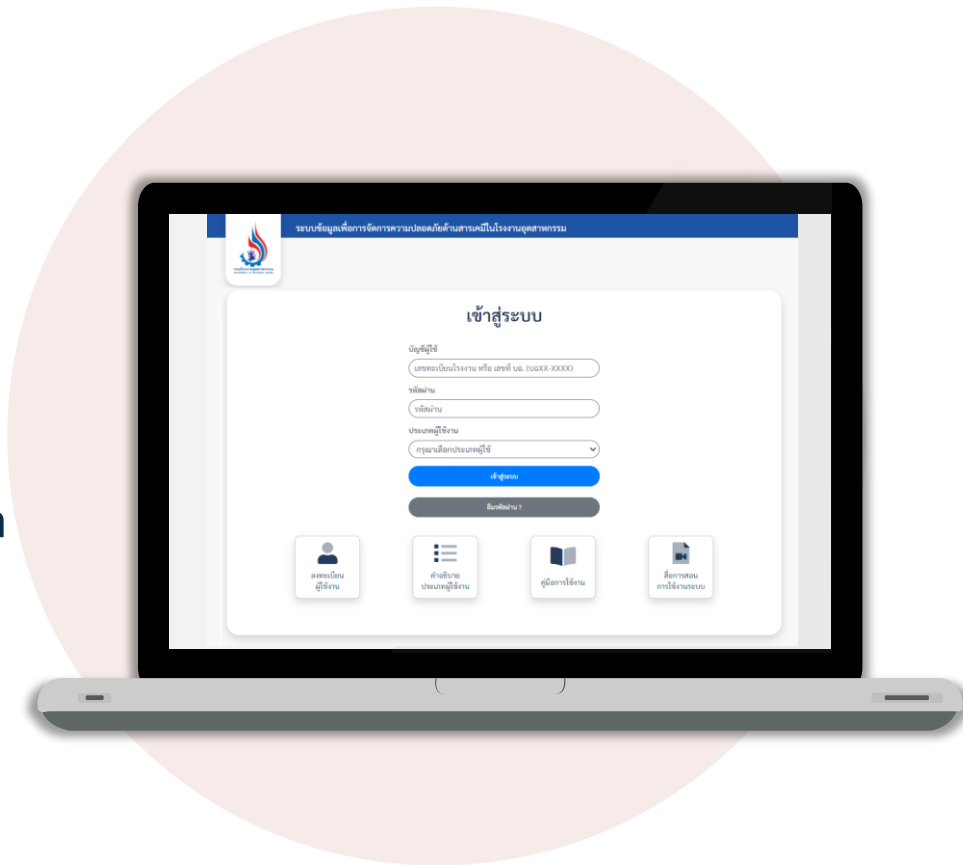 ระบบข้อมูลเพื่อการจัดการความปลอดภัยด้านสารเคมีในโรงงานอุตสาหกรรม
เข้าสู่ระบบ
บัญชีผู้ใช้
เลขทะเบียนโรงงาน หรือ เลขที่ บฉ. (บฉXX-XXXX)
รหัสผ่าน
รหัสผ่าน
ประเภทผู้ใช้งาน
กรุณาเลือกประเภทผู้ใช้
เข้าสู่ระบบ
ลืมรหัสผ่าน ?
ลงทะเบียน
ผู้ใช้งาน
คำอธิบาย
ประเภทผู้ใช้งาน
คู่มือการใช้งาน
สื่อการสอน
การใช้งานระบบ